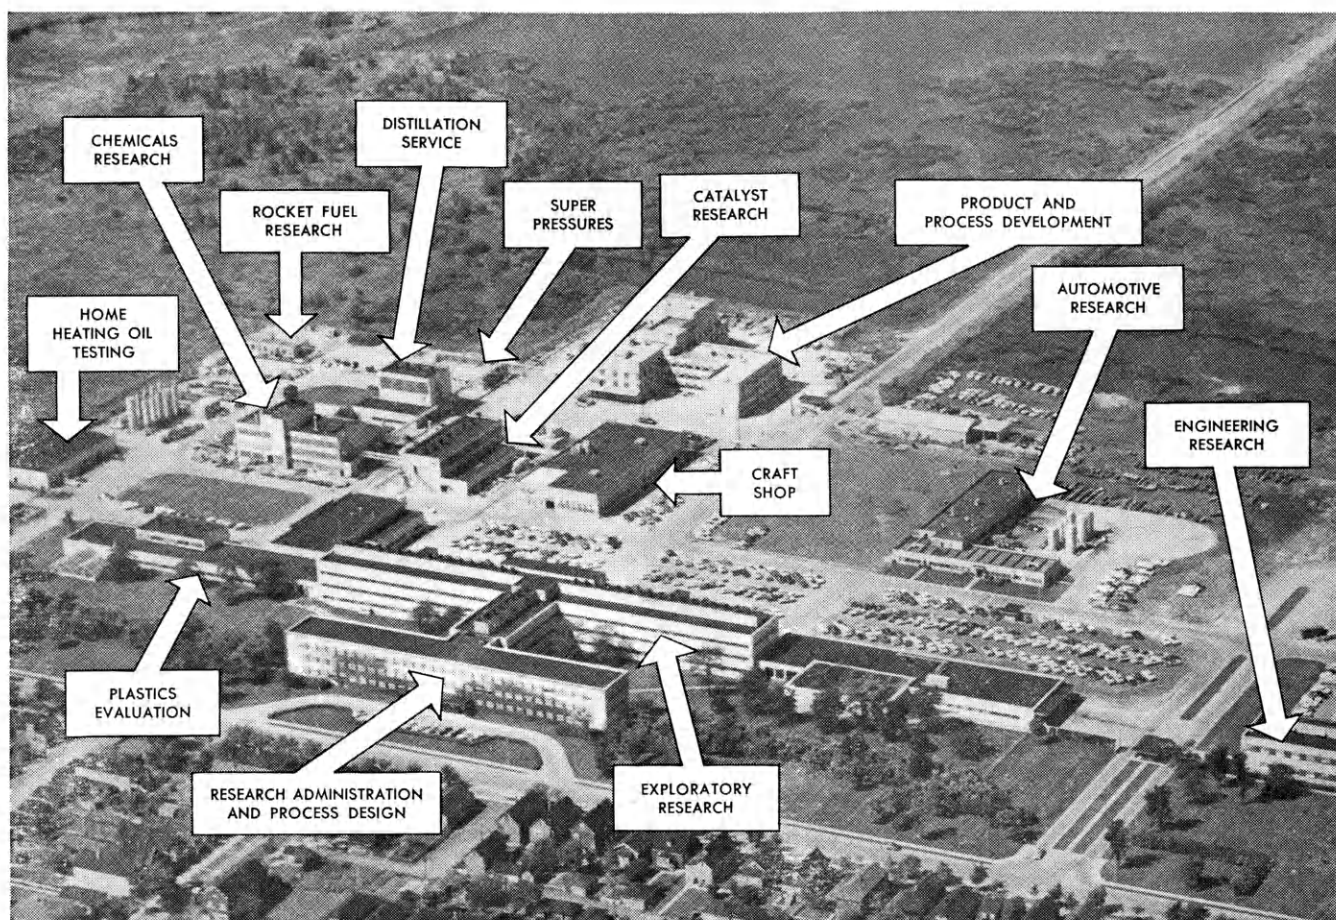 CHEMICALS
RESEARCH
DISTILLATION
SERVICE
ROCKET FUEL
RESEARCH
SUPER
PRESSURES
CATALYST
RESEARCH
PRODUCT AND
PROCESS DEVELOPMENT
HOME
HEATING OIL
TESTING
AUTOMOTIVE
RESEARCH
ENGINEERING
RESEARCH
CRAFT
SHOP
PLASTICS
EVALUATION
RESEARCH ADMINISTRATION
AND PROCESS DESIGN
EXPLORATORY
RESEARCH